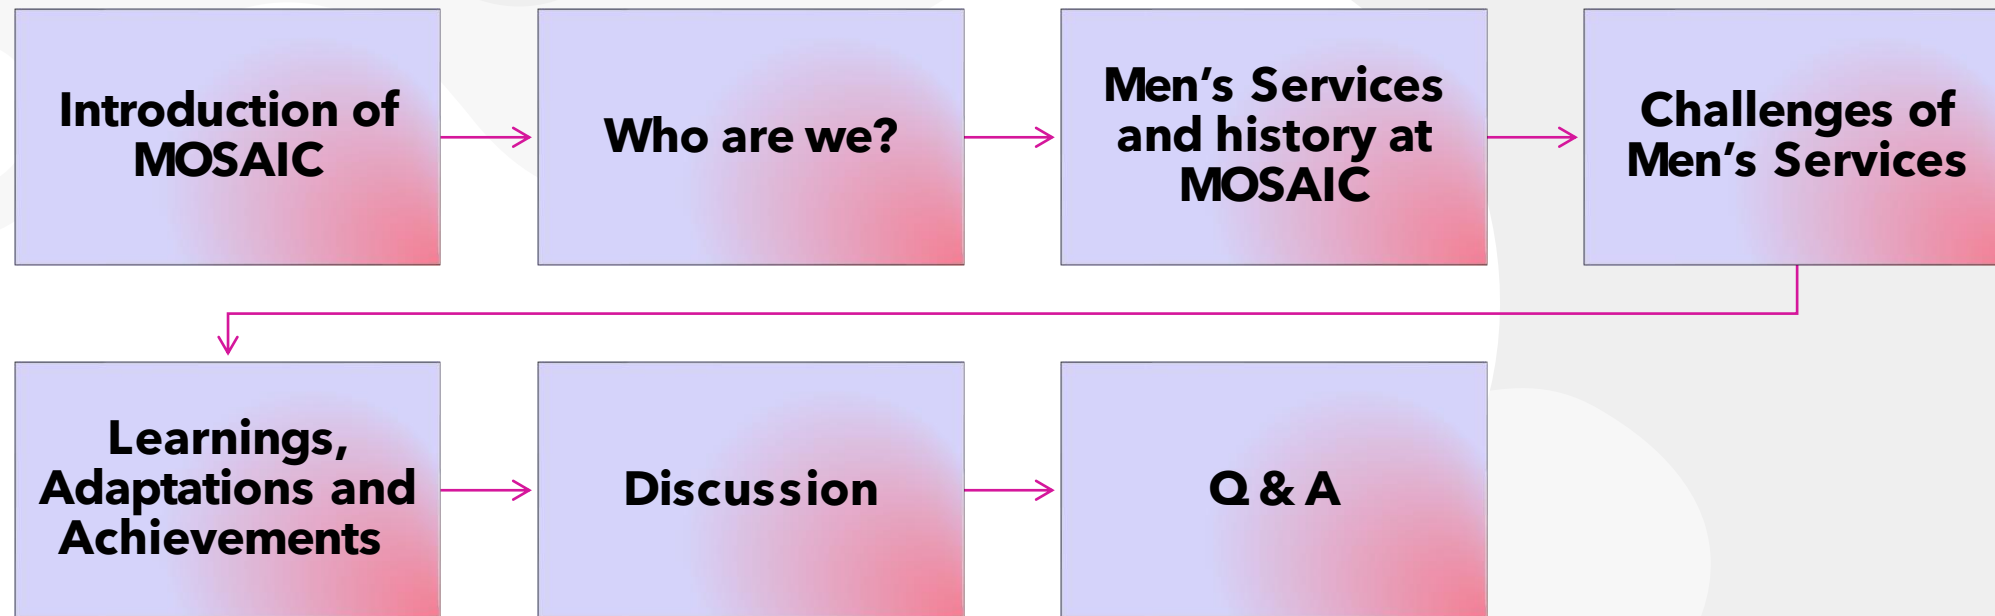 Introduction of
MOSAIC
Who are we?
Men’s Services
and history at
MOSAIC
Challenges of
Men’s Services
Learnings,
Adaptations and
Achievements
Discussion
Q & A